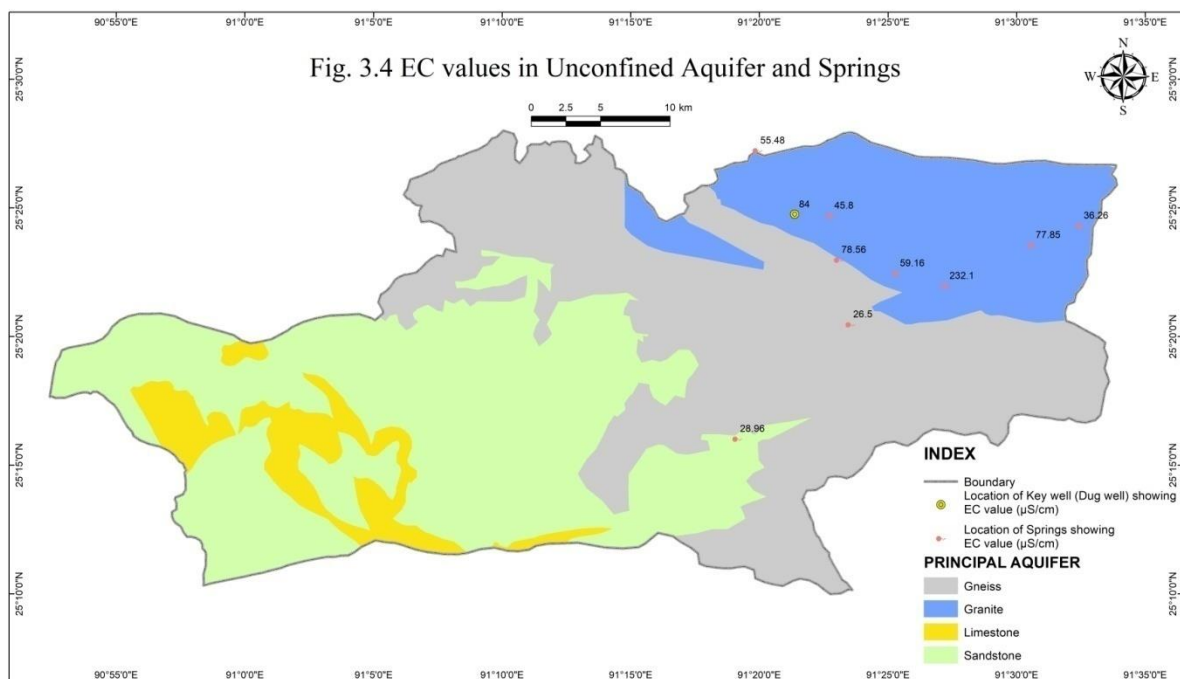 90°55'0"E 91°0'0"E 91°5'0"E 91°10'0"E 91°15'0"E 91°20'0"E 91°25'0"E 91°30'0"E 91°35'0"E
Fig. 3.4 EC values in Unconfined Aquifer and Springs
N
W E
S
0 2.5 5 10 km
25°30'0"N 25°30'0"N
55.48
25°25'0"N 25°25'0"N
84
45.8
36.26
77.85
78.56
59.16
232.1
26.5
25°20'0"N 25°20'0"N
28.96
25°15'0"N 25°15'0"N
INDEX
Boundary
Location of Key well (Dug well) showing
EC value (µS/cm)
Location of Springs showing
EC value (µS/cm)
PRINCIPAL AQUIFER
Gneiss
Granite
Limestone
Sandstone
25°10'0"N 25°10'0"N
90°55'0"E 91°0'0"E 91°5'0"E 91°10'0"E 91°15'0"E 91°20'0"E 91°25'0"E 91°30'0"E 91°35'0"E